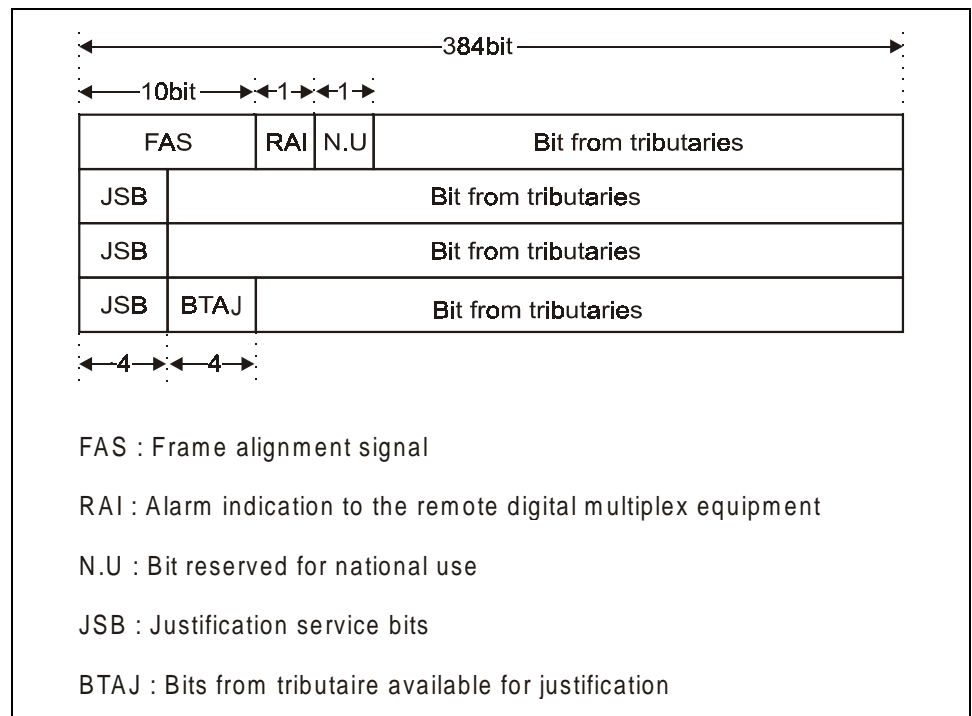 384bit
10bit 1 1
FAS RAI N.U Bit from tributaries
JSB Bit from tributaries
JSB Bit from tributaries
JSB BTAJ Bit from tributaries
4 4
FAS : Frame alignment signal
RAI : Alarm indication to the remote digital multiplex equipment
N.U : Bit reserved for national use
JSB : Justification service bits
BTAJ : Bits from tributaire available for justification